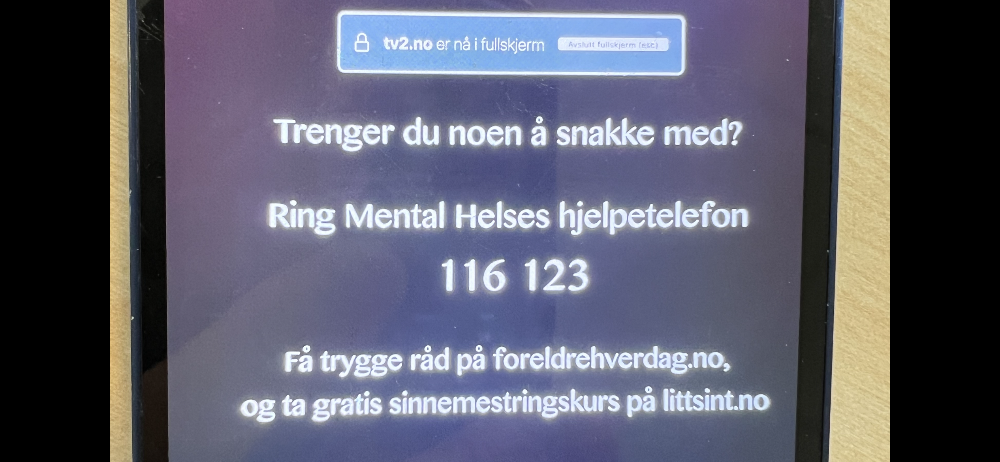 tv2.no er nå i fullskjerm Avslutt fullskjerm (esc)
Trenger du noen å snakke med?
Ring Mental Helses hjelpetelefon
116 123
Få trygge råd på foreldrehverdag.no,
og ta gratis sinnemestringskurs på littsint.no